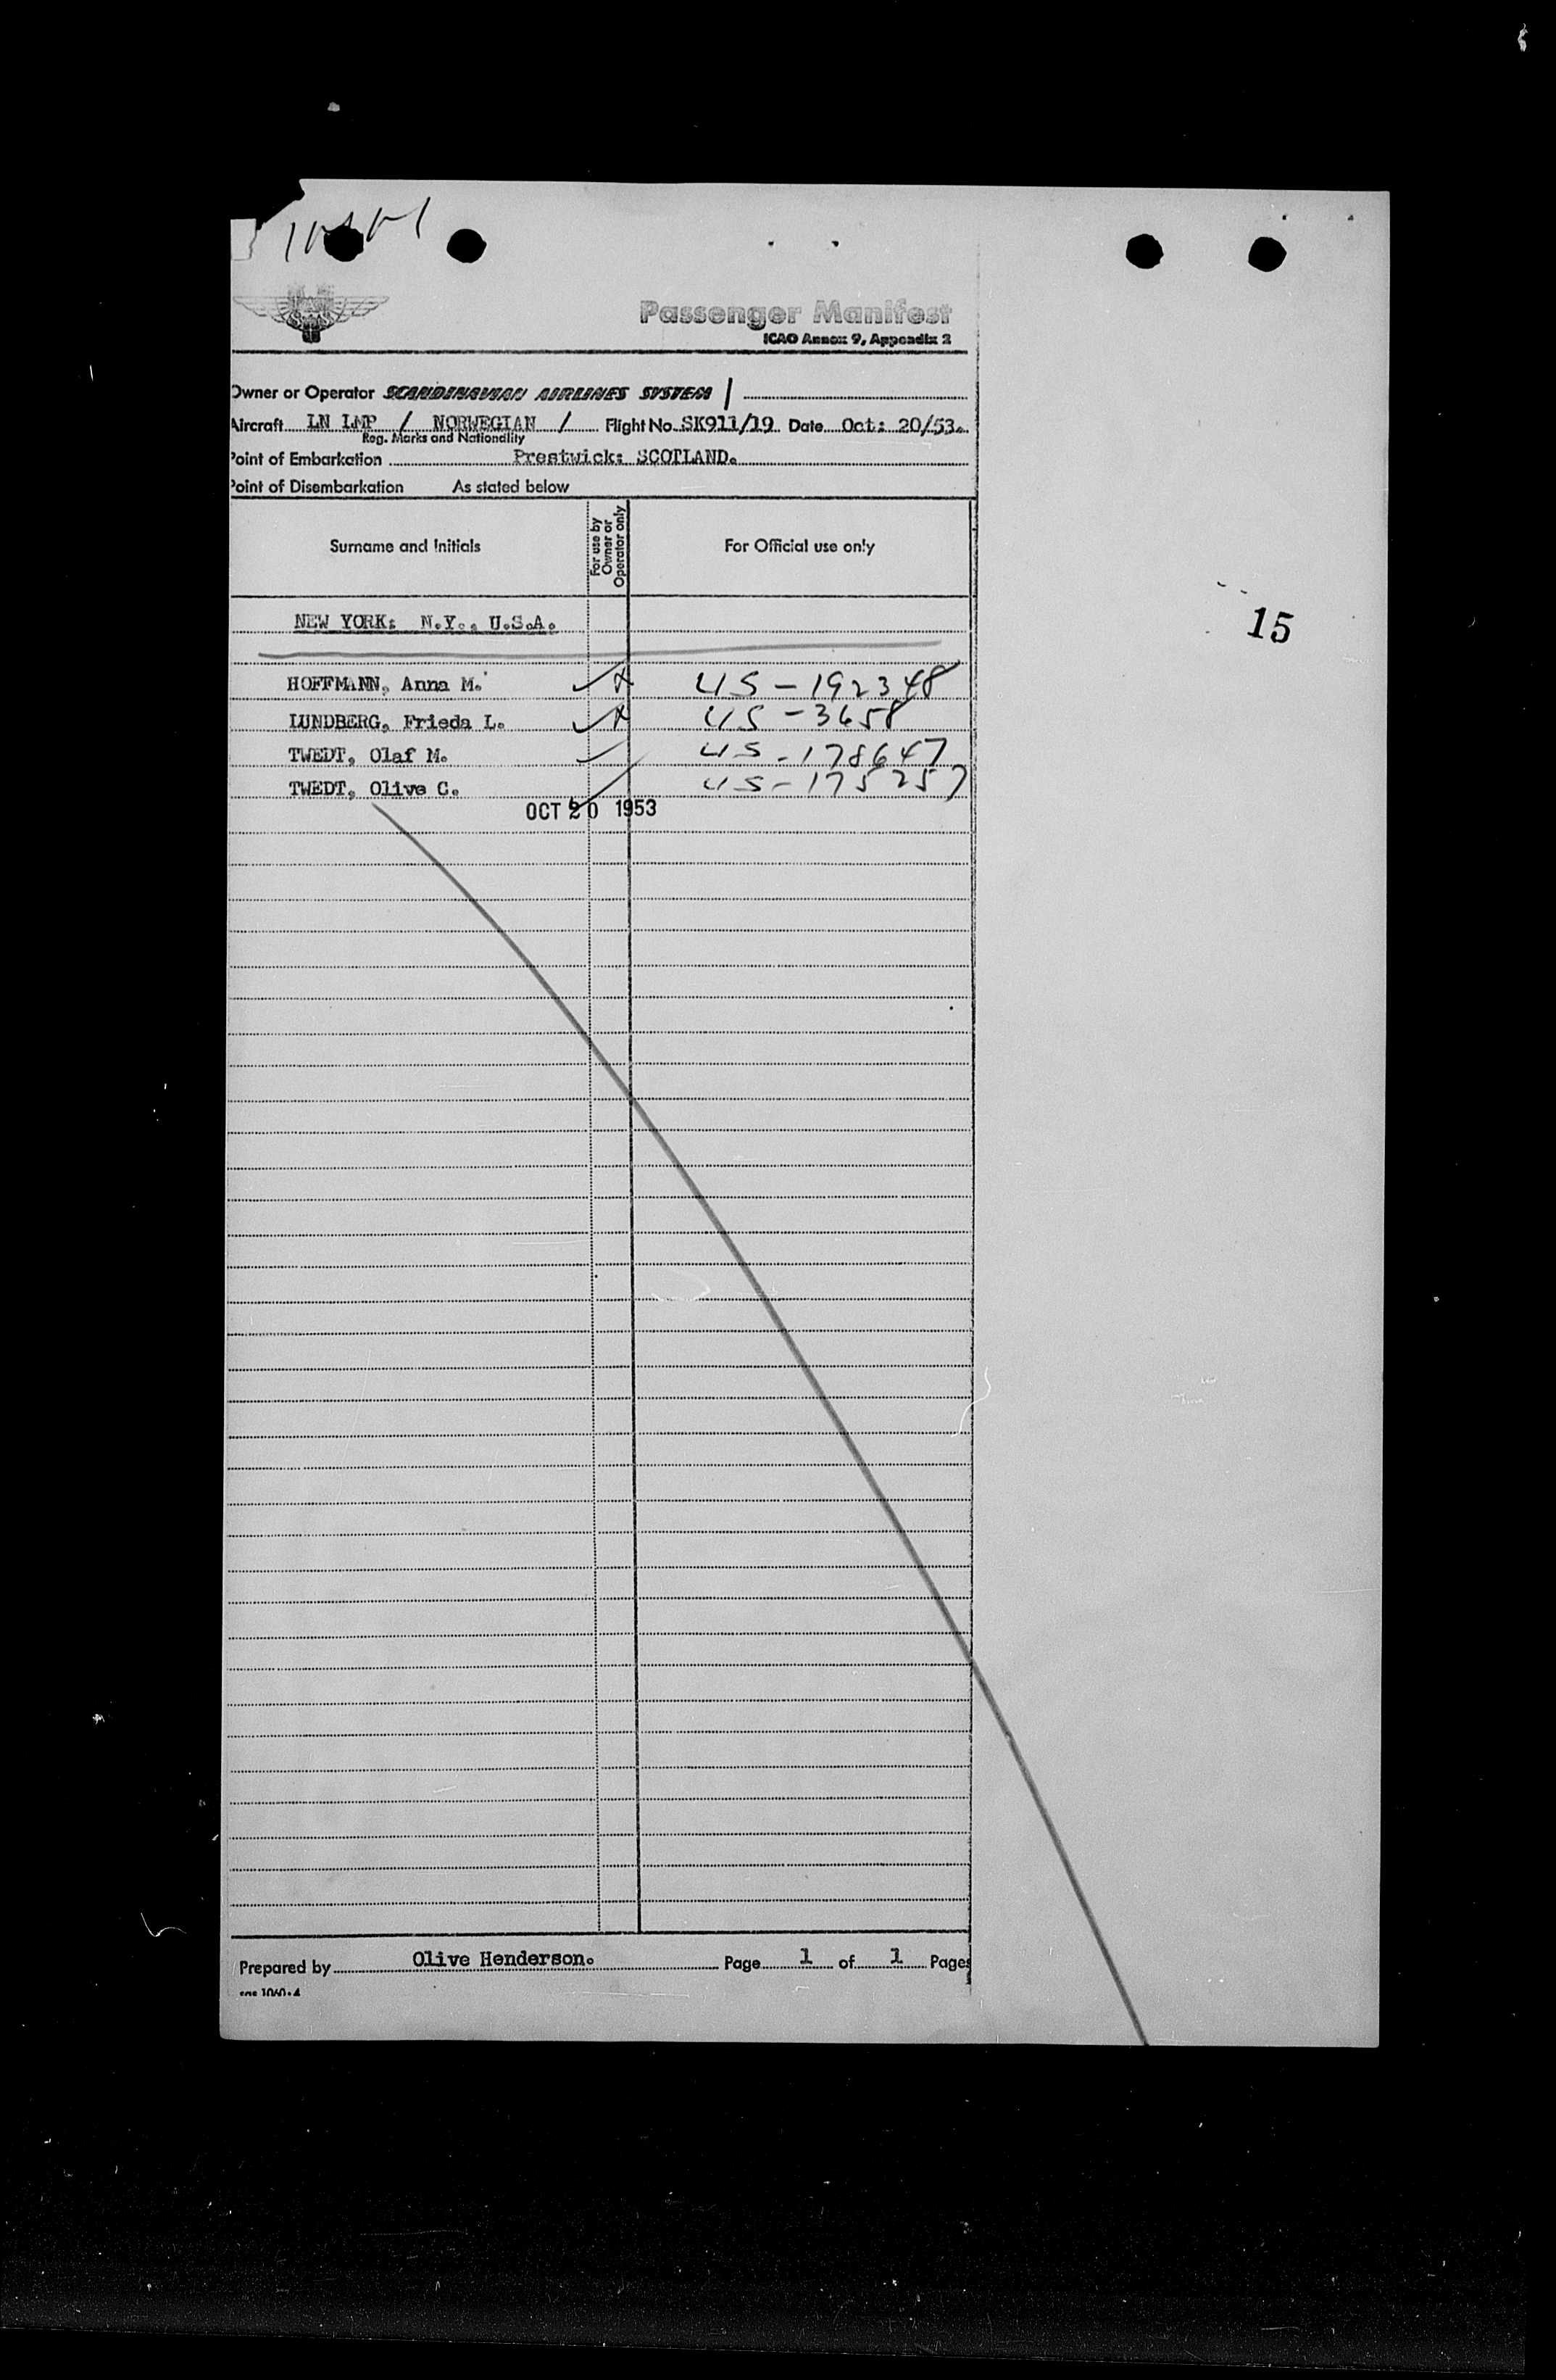 SAS
Passenger Manifest
ICAO Annex 9, Appendix 2
Owner or Operator SCANDINAVIAN AIRLINES SYSTEM /
Aircraft LN LMP / NORWEGIAN / Flight No. SK911/19 Date Oct: 20/53.
Reg. Marks and Nationality
Point of Embarkation Prestwick: SCOTLAND.
Point of Disembarkation As stated below
Surname and Initials For use by Owner or Operator only For Official use only
NEW YORK: N.Y., U.S.A.
15
HOFFMANN, Anna M. US-192348
LUNDBERG, Frieda L. US-3658
TWEDT, Olaf M. US-178647
TWEDT, Olive C. US-175257
OCT 20 1953
Prepared by Olive Henderson. Page 1 of 1 Pages